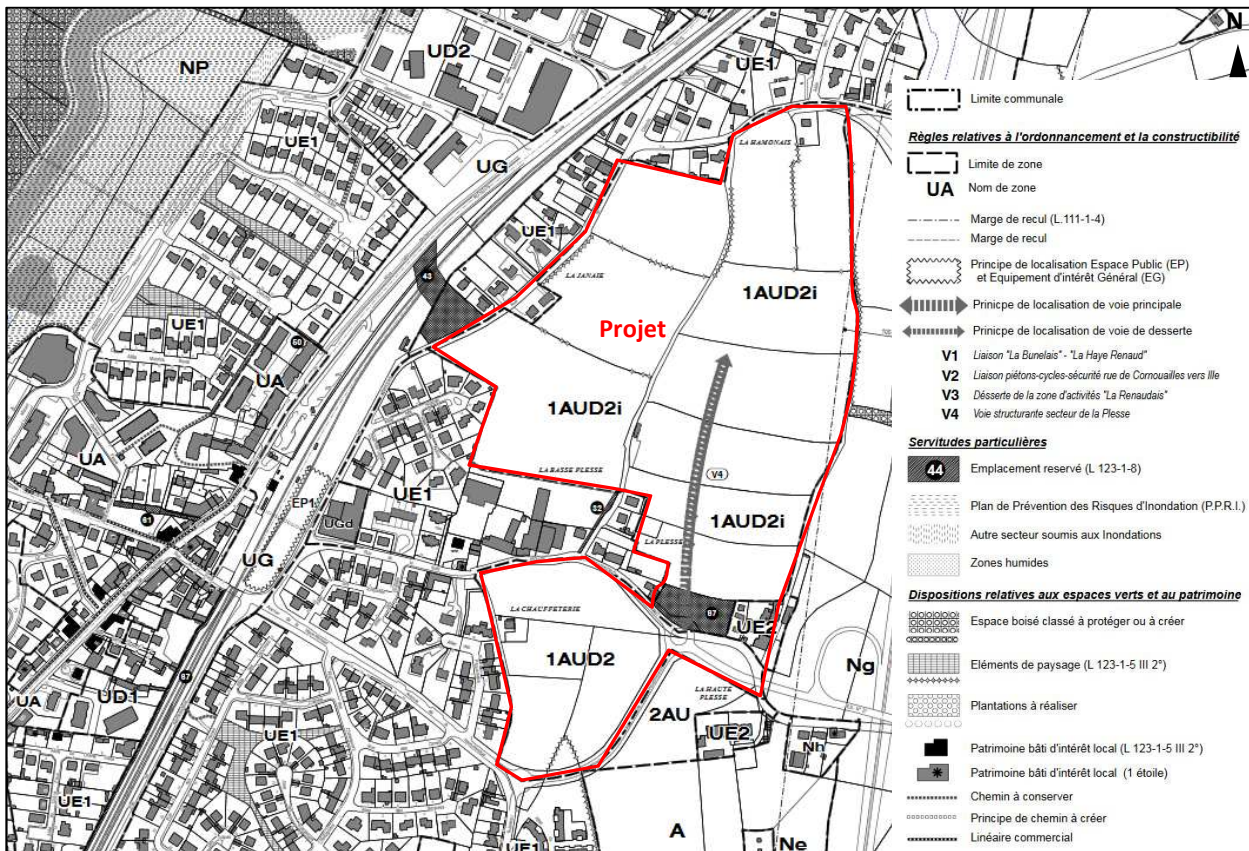 N
NP
UD2
UE1
UE1
UG
UE1
LA HAMONAIS
43
LA JANAIE
1AUD2i
Projet
UE1
50
UA
1AUD2i
UA
V4
LA BASSE PLESSE
UE1
EP1
52
UGd
1AUD2i
51
LA PLESSE
UG
LA CHAUFFETERIE
87
UE2
1AUD2
Ng
LA HAUTE
PLESSE
2AU
UD1
UA
37
UE2
Nh
UE1
UE1
A
UE1
Ne
Limite communale
Règles relatives à l'ordonnancement et la constructibilité
Limite de zone
UA Nom de zone
Marge de recul (L.111-1-4)
Marge de recul
Principe de localisation Espace Public (EP)
et Equipement d'intérêt Général (EG)
Prinicpe de localisation de voie principale
Prinicpe de localisation de voie de desserte
V1 Liaison "La Bunelais" - "La Haye Renaud"
V2 Liaison piétons-cycles-sécurité rue de Cornouailles vers Ille
V3 Désserte de la zone d'activités "La Renaudais"
V4 Voie structurante secteur de la Plesse
Servitudes particulières
44 Emplacement reservé (L 123-1-8)
Plan de Prévention des Risques d'Inondation (P.P.R.I.)
Autre secteur soumis aux Inondations
Zones humides
Dispositions relatives aux espaces verts et au patrimoine
Espace boisé classé à protéger ou à créer
Eléments de paysage (L 123-1-5 III 2°)
Plantations à réaliser
Patrimoine bâti d'intérêt local (L 123-1-5 III 2°)
Patrimoine bâti d'intérêt local (1 étoile)
Chemin à conserver
Principe de chemin à créer
Linéaire commercial